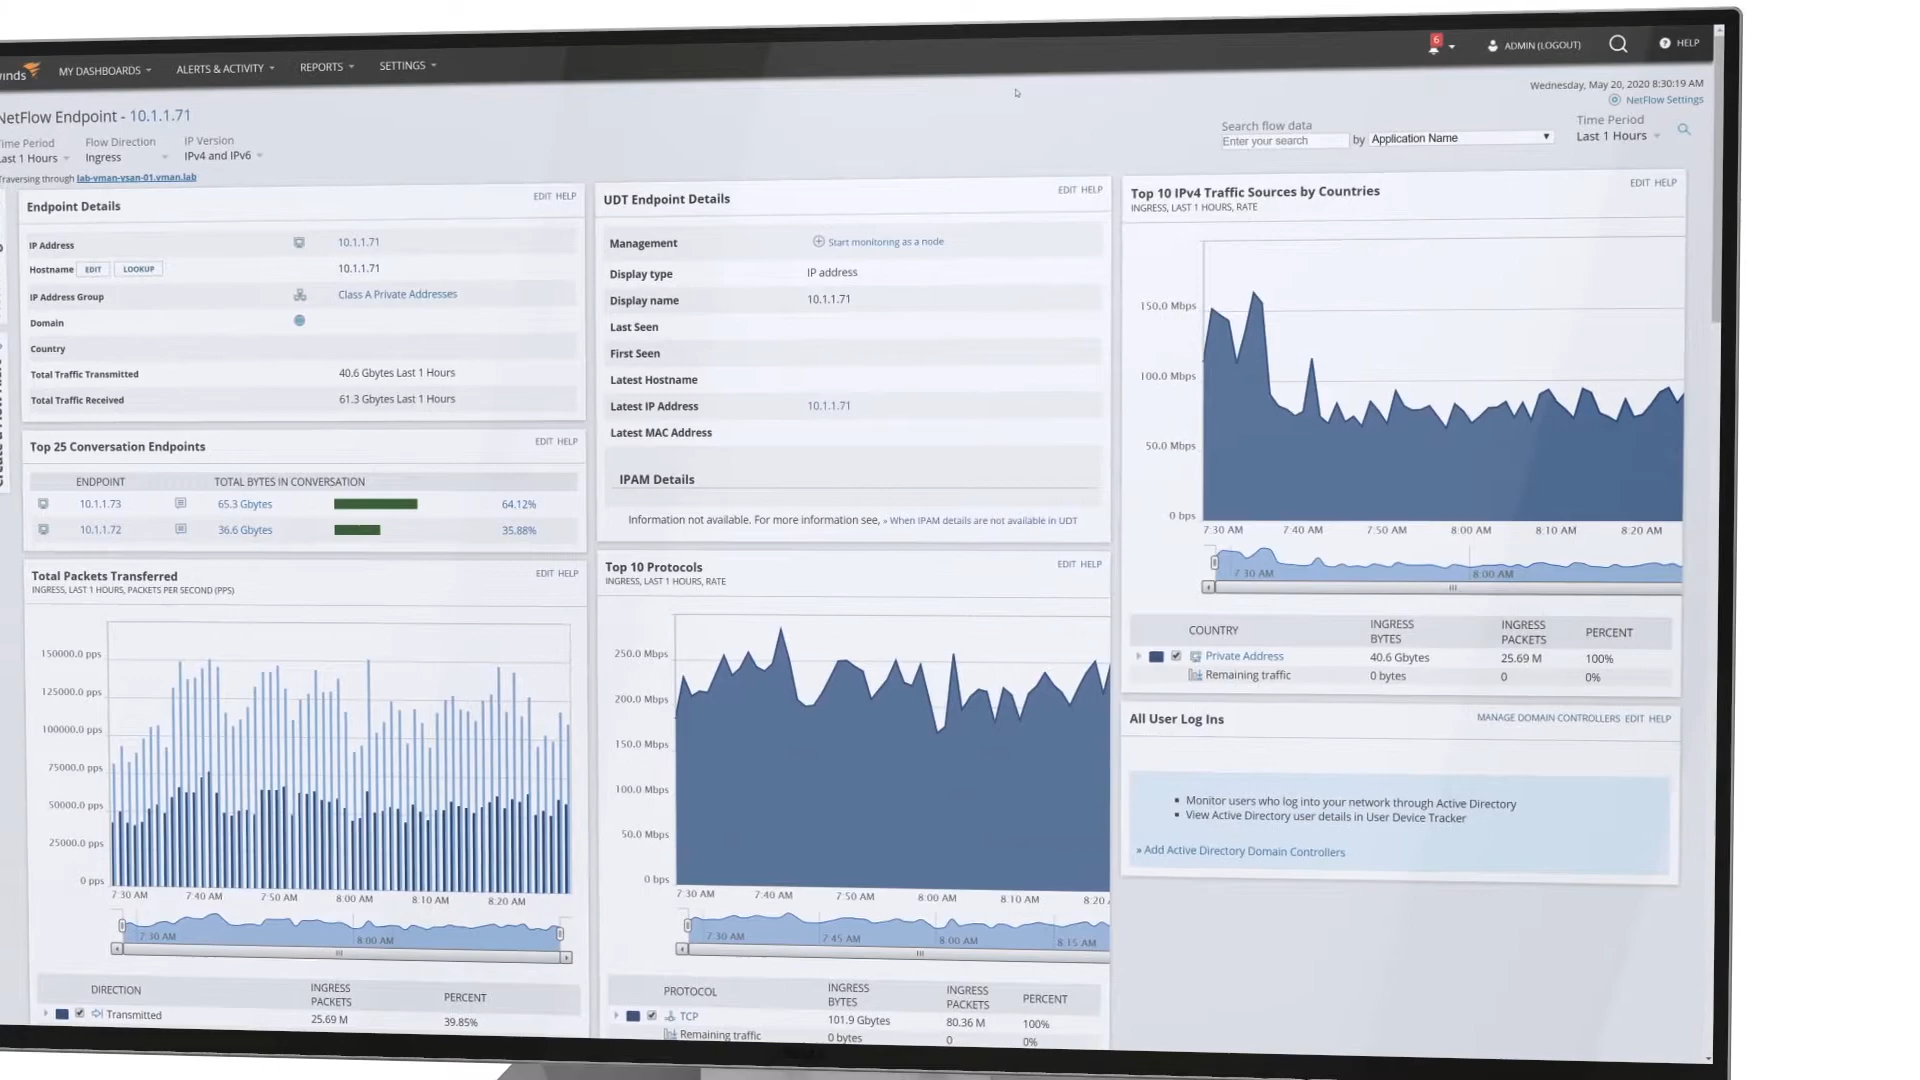 winds
MY DASHBOARDS
ALERTS & ACTIVITY
REPORTS
SETTINGS
6
ADMIN (LOGOUT)
HELP
Wednesday, May 20, 2020 8:30:19 AM
NetFlow Settings
NetFlow Endpoint - 10.1.1.71
Time Period
Last 1 Hours
Flow Direction
Ingress
IP Version
IPv4 and IPv6
Traversing through lab-vman-vsan-01.vman.lab
Search flow data
Enter your search
by
Application Name
Time Period
Last 1 Hours
Endpoint Details
EDIT HELP
IP Address 10.1.1.71
Hostname EDIT LOOKUP 10.1.1.71
IP Address Group Class A Private Addresses
Domain
Country
Total Traffic Transmitted 40.6 Gbytes Last 1 Hours
Total Traffic Received 61.3 Gbytes Last 1 Hours
Top 25 Conversation Endpoints
EDIT HELP
ENDPOINT TOTAL BYTES IN CONVERSATION
10.1.1.73 65.3 Gbytes 64.12%
10.1.1.72 36.6 Gbytes 35.88%
Total Packets Transferred
EDIT HELP
INGRESS, LAST 1 HOURS, PACKETS PER SECOND (PPS)
150000.0 pps
125000.0 pps
100000.0 pps
75000.0 pps
50000.0 pps
25000.0 pps
0 pps
7:30 AM 7:40 AM 7:50 AM 8:00 AM 8:10 AM 8:20 AM
7:30 AM 8:00 AM
DIRECTION INGRESS PACKETS PERCENT
Transmitted 25.69 M 39.85%
UDT Endpoint Details
EDIT HELP
Management Start monitoring as a node
Display type IP address
Display name 10.1.1.71
Last Seen
First Seen
Latest Hostname
Latest IP Address 10.1.1.71
Latest MAC Address
IPAM Details
Information not available. For more information see, » When IPAM details are not available in UDT
Top 10 Protocols
EDIT HELP
INGRESS, LAST 1 HOURS, RATE
250.0 Mbps
200.0 Mbps
150.0 Mbps
100.0 Mbps
50.0 Mbps
0 bps
7:30 AM 7:40 AM 7:50 AM 8:00 AM 8:10 AM 8:20
7:30 AM 7:45 AM 8:00 AM 8:15 AM
PROTOCOL INGRESS BYTES INGRESS PACKETS PERCENT
TCP 101.9 Gbytes 80.36 M 100%
Remaining traffic 0 bytes 0 0%
Top 10 IPv4 Traffic Sources by Countries
EDIT HELP
INGRESS, LAST 1 HOURS, RATE
150.0 Mbps
100.0 Mbps
50.0 Mbps
0 bps
7:30 AM 7:40 AM 7:50 AM 8:00 AM 8:10 AM 8:20 AM
7:30 AM 8:00 AM
COUNTRY INGRESS BYTES INGRESS PACKETS PERCENT
Private Address 40.6 Gbytes 25.69 M 100%
Remaining traffic 0 bytes 0 0%
All User Log Ins
MANAGE DOMAIN CONTROLLERS EDIT HELP
Monitor users who log into your network through Active Directory
View Active Directory user details in User Device Tracker
» Add Active Directory Domain Controllers